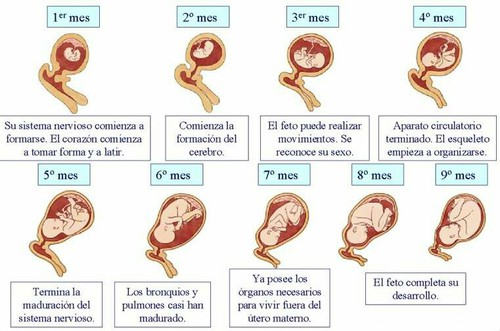 1er mes
2º mes
3er mes
4º mes
Su sistema nervioso comienza a
formarse. El corazón comienza
a tomar forma y a latir.
Comienza la
formación del
cerebro.
El feto puede realizar
movimientos. Se
reconoce su sexo.
Aparato circulatorio
terminado. El esqueleto
empieza a organizarse.
5º mes
6º mes
7º mes
8º mes
9º mes
Termina la
maduración del
sistema nervioso.
Los bronquios y
pulmones casi han
madurado.
Ya posee los
órganos necesarios
para vivir fuera del
útero materno.
El feto completa su
desarrollo.